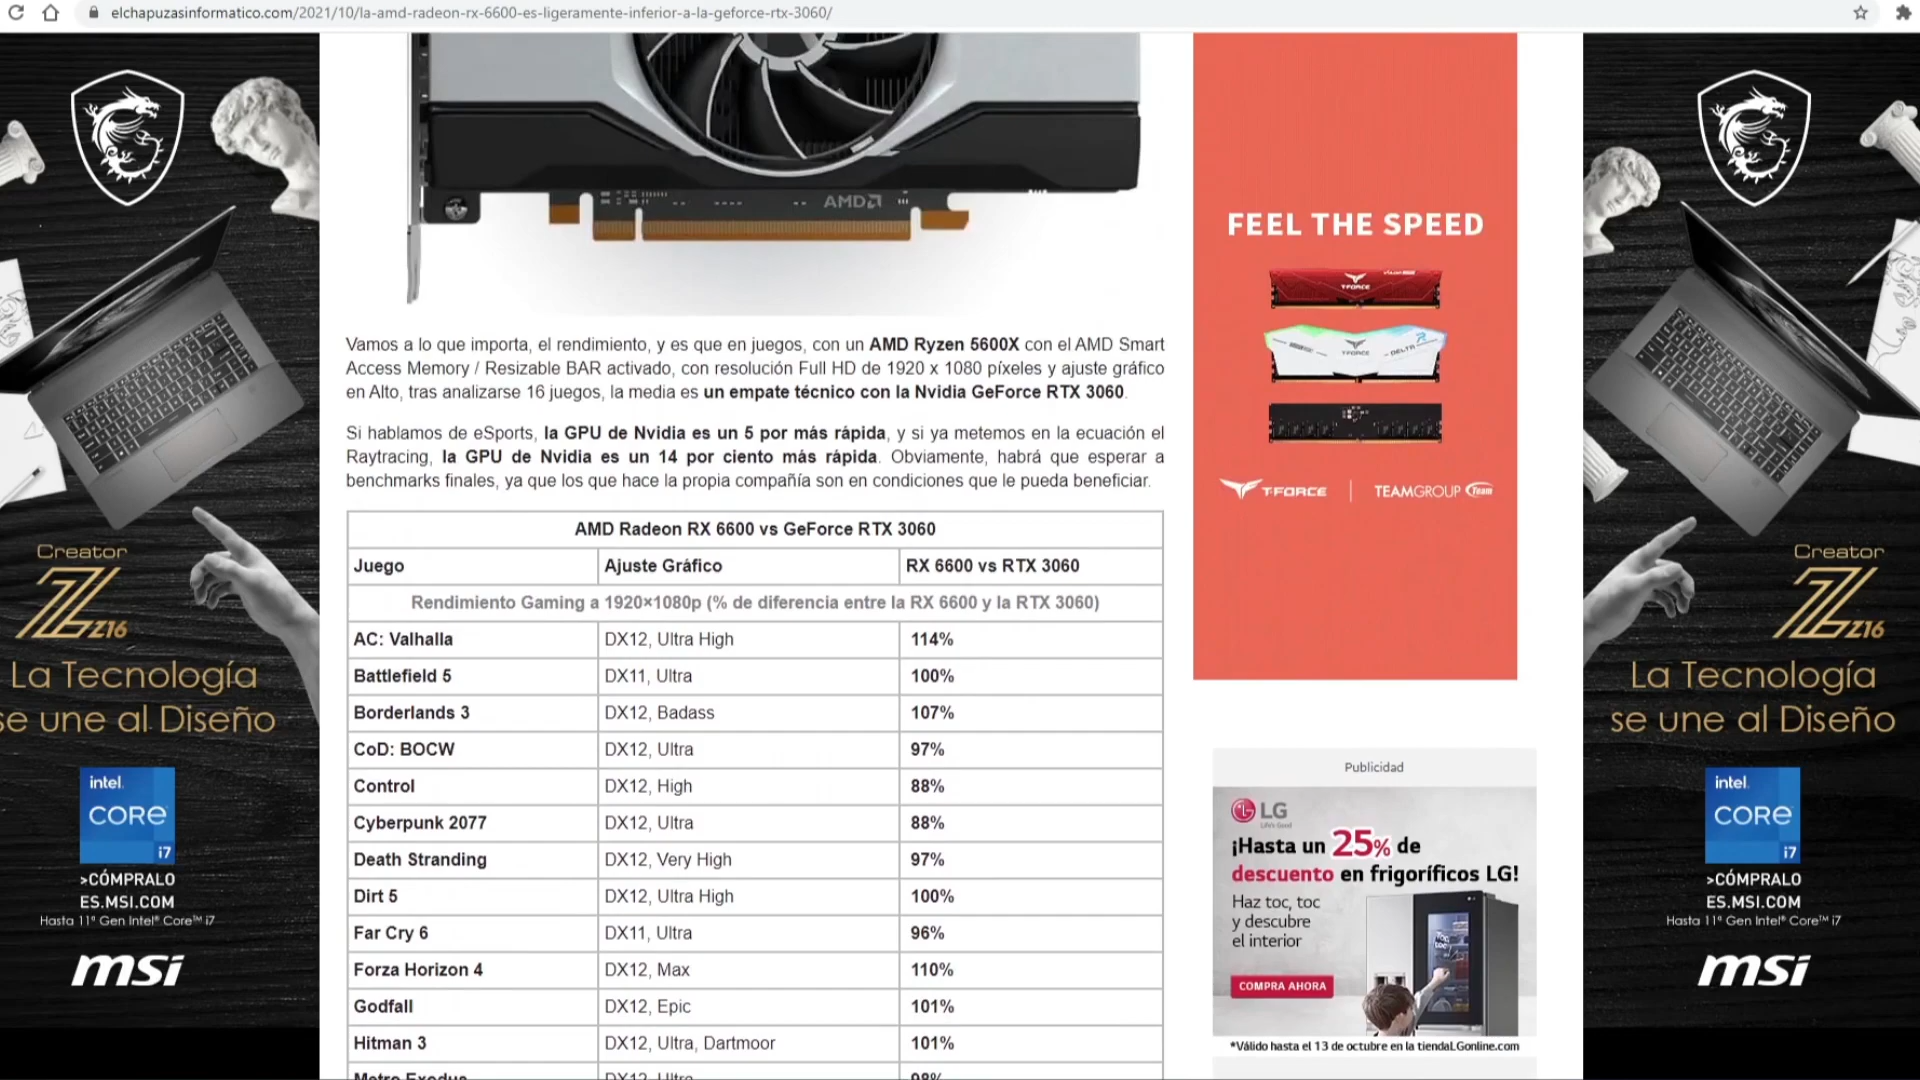 elchapuzasinformatico.com/2021/10/la-amd-radeon-rx-6600-es-ligeramente-inferior-a-la-geforce-rtx-3060/
AMD
Vamos a lo que importa, el rendimiento, y es que en juegos, con un AMD Ryzen 5600X con el AMD Smart
Access Memory / Resizable BAR activado, con resolución Full HD de 1920 x 1080 píxeles y ajuste gráfico
en Alto, tras analizarse 16 juegos, la media es un empate técnico con la Nvidia GeForce RTX 3060.
Si hablamos de eSports, la GPU de Nvidia es un 5 por más rápida, y si ya metemos en la ecuación el
Raytracing, la GPU de Nvidia es un 14 por ciento más rápida. Obviamente, habrá que esperar a
benchmarks finales, ya que los que hace la propia compañía son en condiciones que le pueda beneficiar.
AMD Radeon RX 6600 vs GeForce RTX 3060
Juego Ajuste Gráfico RX 6600 vs RTX 3060
Rendimiento Gaming a 1920×1080p (% de diferencia entre la RX 6600 y la RTX 3060)
AC: Valhalla DX12, Ultra High 114%
Battlefield 5 DX11, Ultra 100%
Borderlands 3 DX12, Badass 107%
CoD: BOCW DX12, Ultra 97%
Control DX12, High 88%
Cyberpunk 2077 DX12, Ultra 88%
Death Stranding DX12, Very High 97%
Dirt 5 DX12, Ultra High 100%
Far Cry 6 DX11, Ultra 96%
Forza Horizon 4 DX12, Max 110%
Godfall DX12, Epic 101%
Hitman 3 DX12, Ultra, Dartmoor 101%
Metro Exodus DX12, Ultra 98%
Creator
Z16
La Tecnología
se une al Diseño
intel.
CORE
i7
>CÓMPRALO
ES.MSI.COM
Hasta 11ª Gen Intel® Core™ i7
msi
FEEL THE SPEED
T-FORCE
T-FORCE
DELTA
T-FORCE | TEAMGROUP Team
Publicidad
LG
Life's Good
¡Hasta un 25% de
descuento en frigoríficos LG!
Haz toc, toc
y descubre
el interior
COMPRA AHORA
*Válido hasta el 13 de octubre en la tiendaLGonline.com
Creator
Z16
La Tecnología
se une al Diseño
intel.
CORE
i7
>CÓMPRALO
ES.MSI.COM
Hasta 11ª Gen Intel® Core™ i7
msi